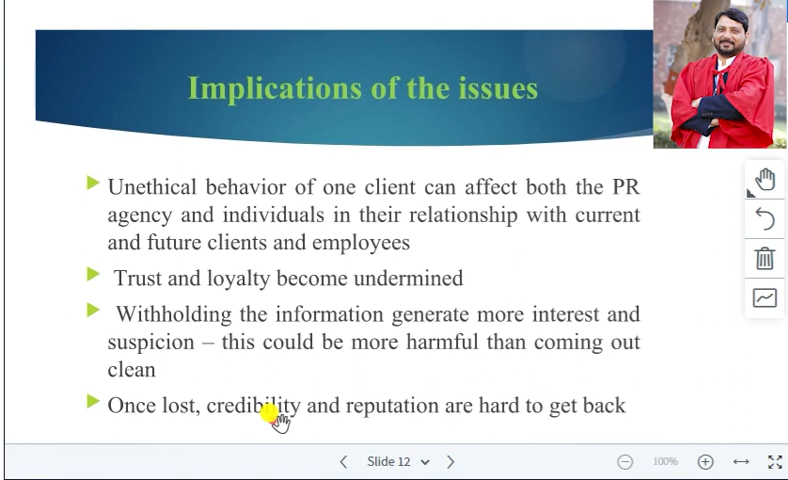 Implications of the issues
Unethical behavior of one client can affect both the PR
agency and individuals in their relationship with current
and future clients and employees
Trust and loyalty become undermined
Withholding the information generate more interest and
suspicion – this could be more harmful than coming out
clean
Once lost, credibility and reputation are hard to get back
Slide 12
100%